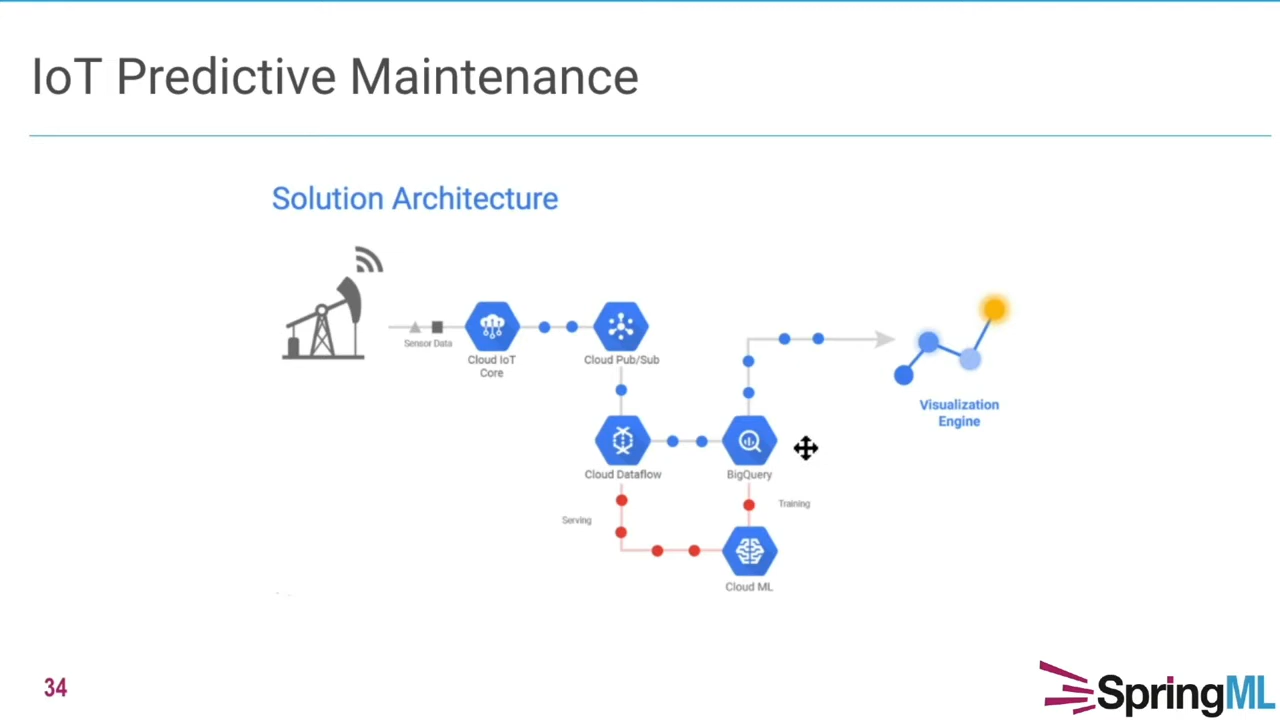 IoT Predictive Maintenance
Solution Architecture
Sensor Data
Cloud IoT
Core
Cloud Pub/Sub
Visualization
Engine
Cloud Dataflow
BigQuery
Serving
Training
Cloud ML
34
SpringML